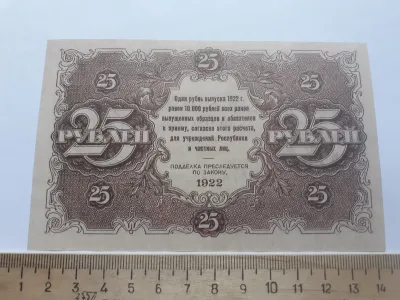 25 25
Один рубль выпуска 1922 г.
равен 10.000 рублей всех ранее
выпущенных образцов и обязателен
к приему, согласно этого расчета,
для учреждений Республики
и частных лиц.
25 РУБЛЕЙ 25 РУБЛЕЙ
ПОДДЕЛКА ПРЕСЛЕДУЕТСЯ
ПО ЗАКОНУ.
1922
25 25
25 25
1 2 3 4 5 6 7 8 9 10 11 12 13 14